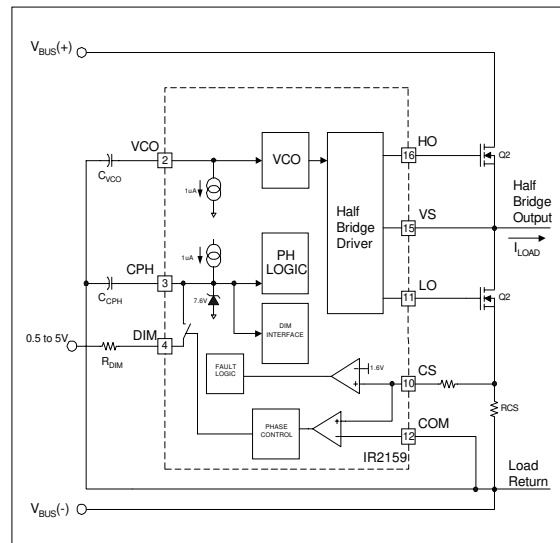 VBUS(+)
VCO
2
CVCO
1uA
VCO
Half
Bridge
Driver
16
HO
Q2
15
VS
Half
Bridge
Output
ILOAD
CPH
3
CCPH
1uA
7.6V
PH
LOGIC
DIM
INTERFACE
11
LO
Q2
0.5 to 5V
RDIM
DIM
4
FAULT
LOGIC
1.6V
10
CS
RCS
PHASE
CONTROL
12
COM
IR2159
Load
Return
VBUS(-)